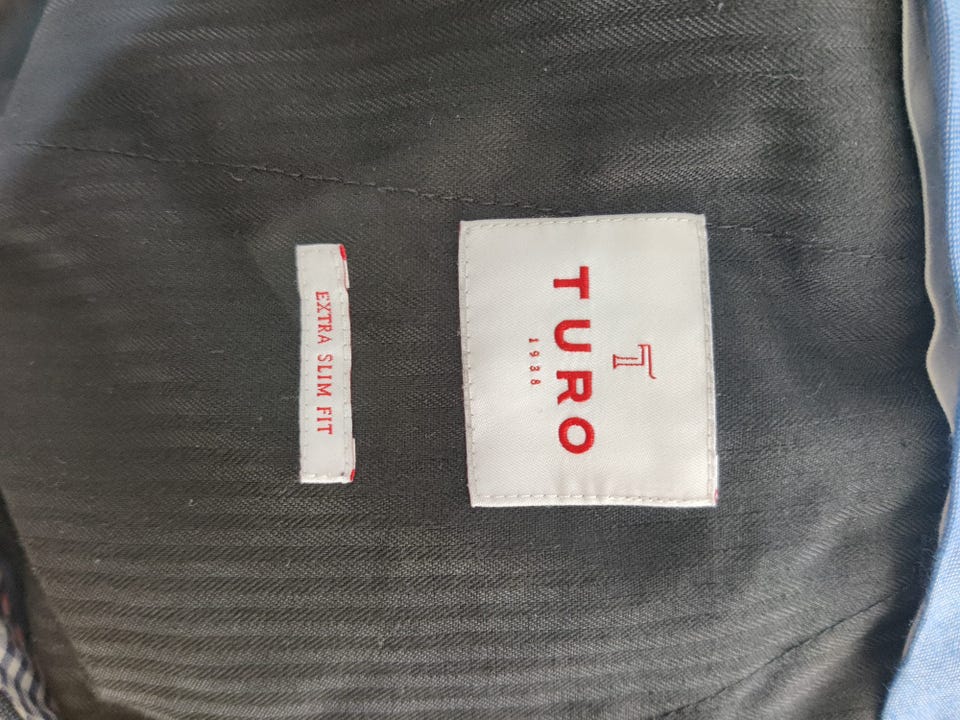 T
TURO
1938
EXTRA SLIM FIT